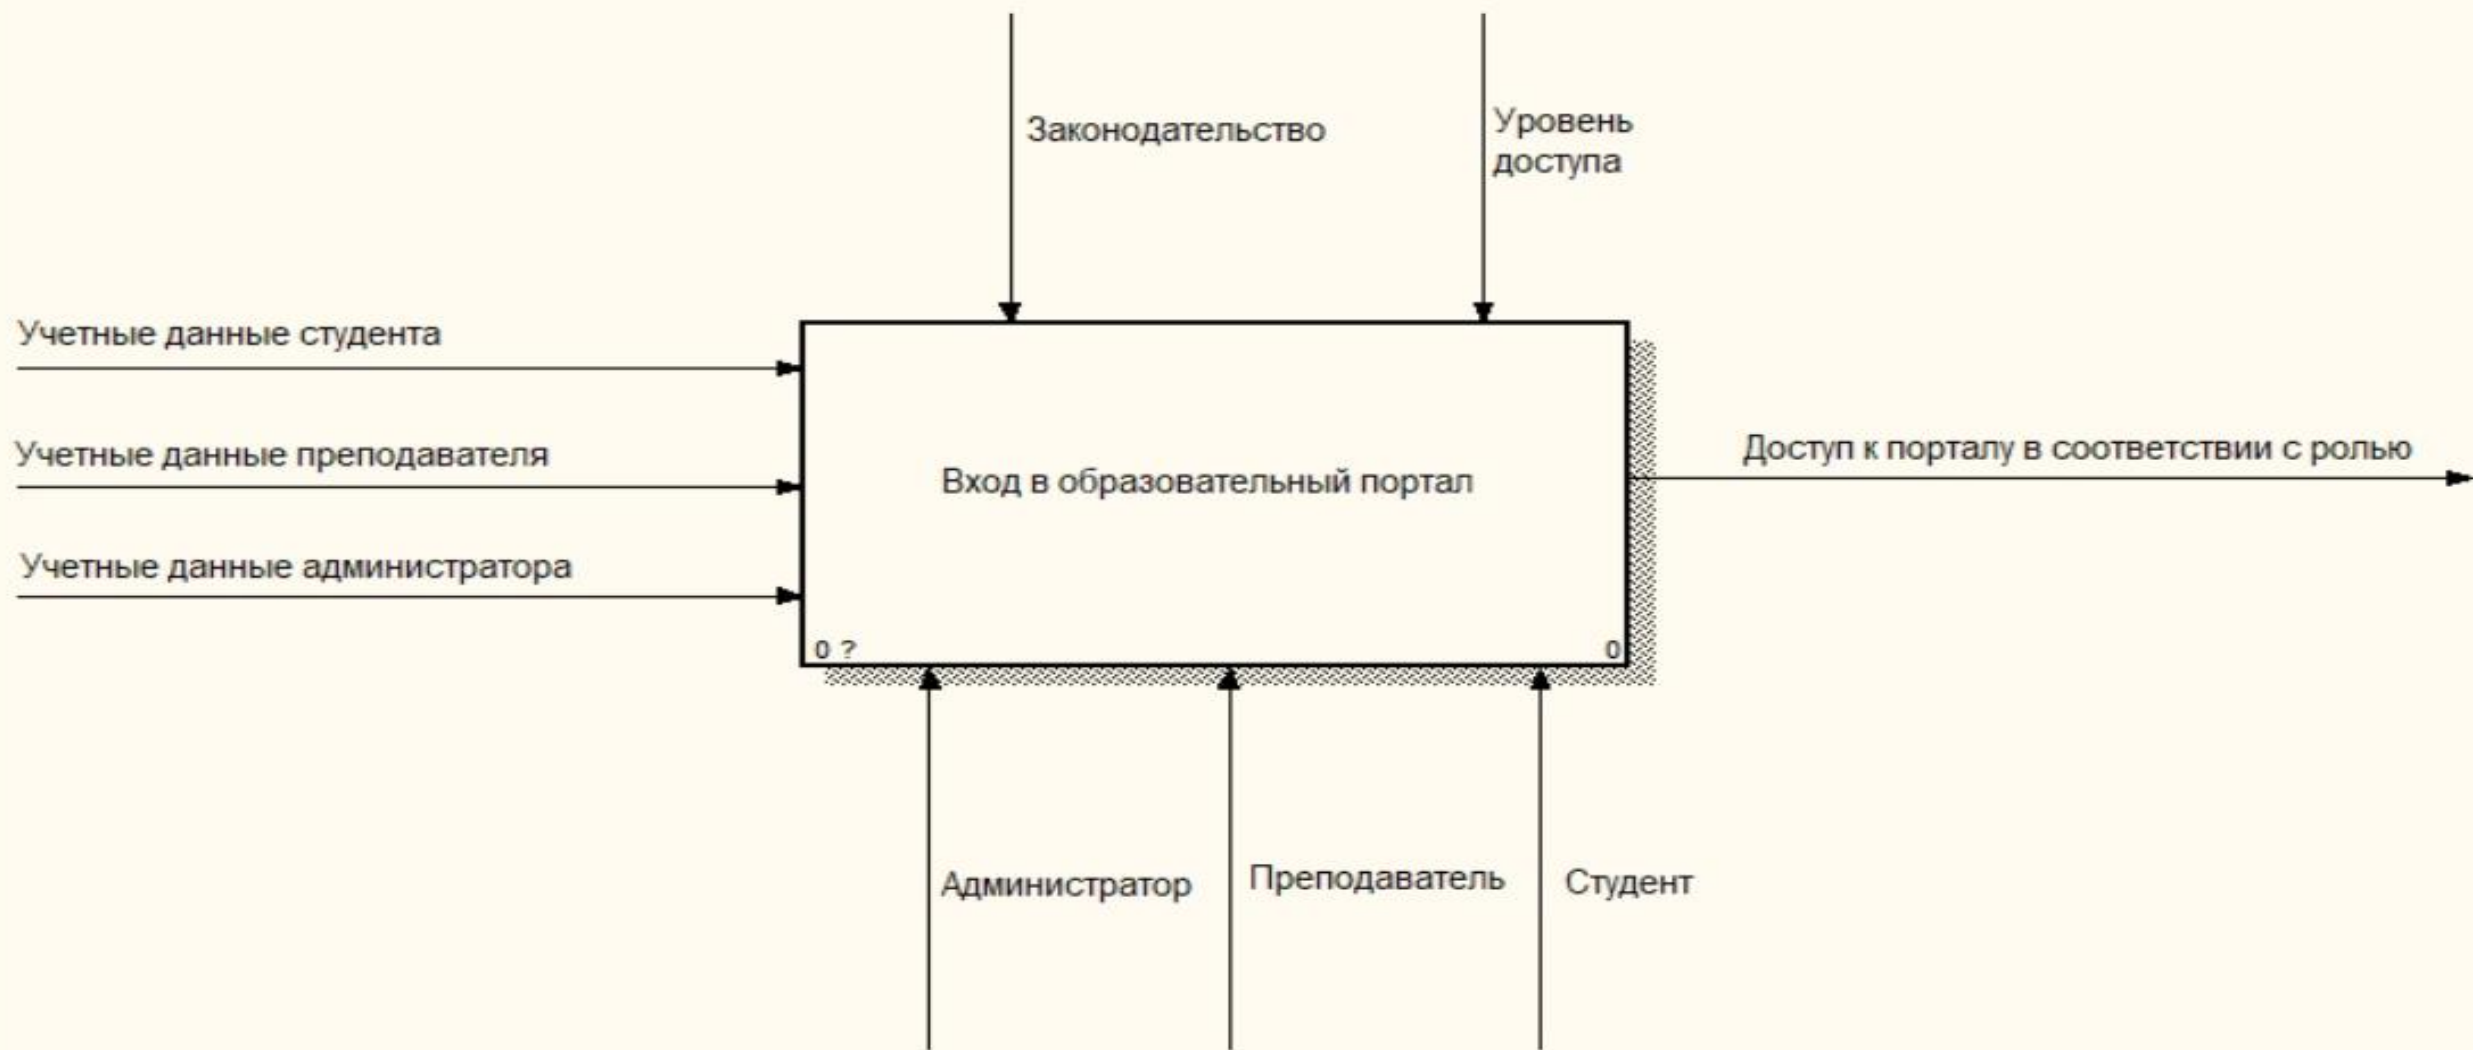 Законодательство
Уровень
доступа
Учетные данные студента
Учетные данные преподавателя
Учетные данные администратора
Вход в образовательный портал
0 ?
0
Доступ к порталу в соответствии с ролью
Администратор
Преподаватель
Студент